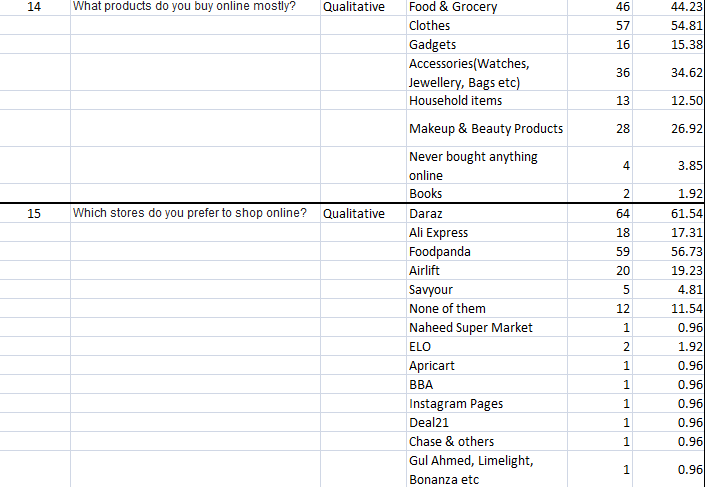 14 What products do you buy online mostly? Qualitative Food & Grocery 46 44.23
Clothes 57 54.81
Gadgets 16 15.38
Accessories(Watches,
Jewellery, Bags etc) 36 34.62
Household items 13 12.50
Makeup & Beauty Products 28 26.92
Never bought anything
online 4 3.85
Books 2 1.92
15 Which stores do you prefer to shop online? Qualitative Daraz 64 61.54
Ali Express 18 17.31
Foodpanda 59 56.73
Airlift 20 19.23
Savyour 5 4.81
None of them 12 11.54
Naheed Super Market 1 0.96
ELO 2 1.92
Apricart 1 0.96
BBA 1 0.96
Instagram Pages 1 0.96
Deal21 1 0.96
Chase & others 1 0.96
Gul Ahmed, Limelight,
Bonanza etc 1 0.96